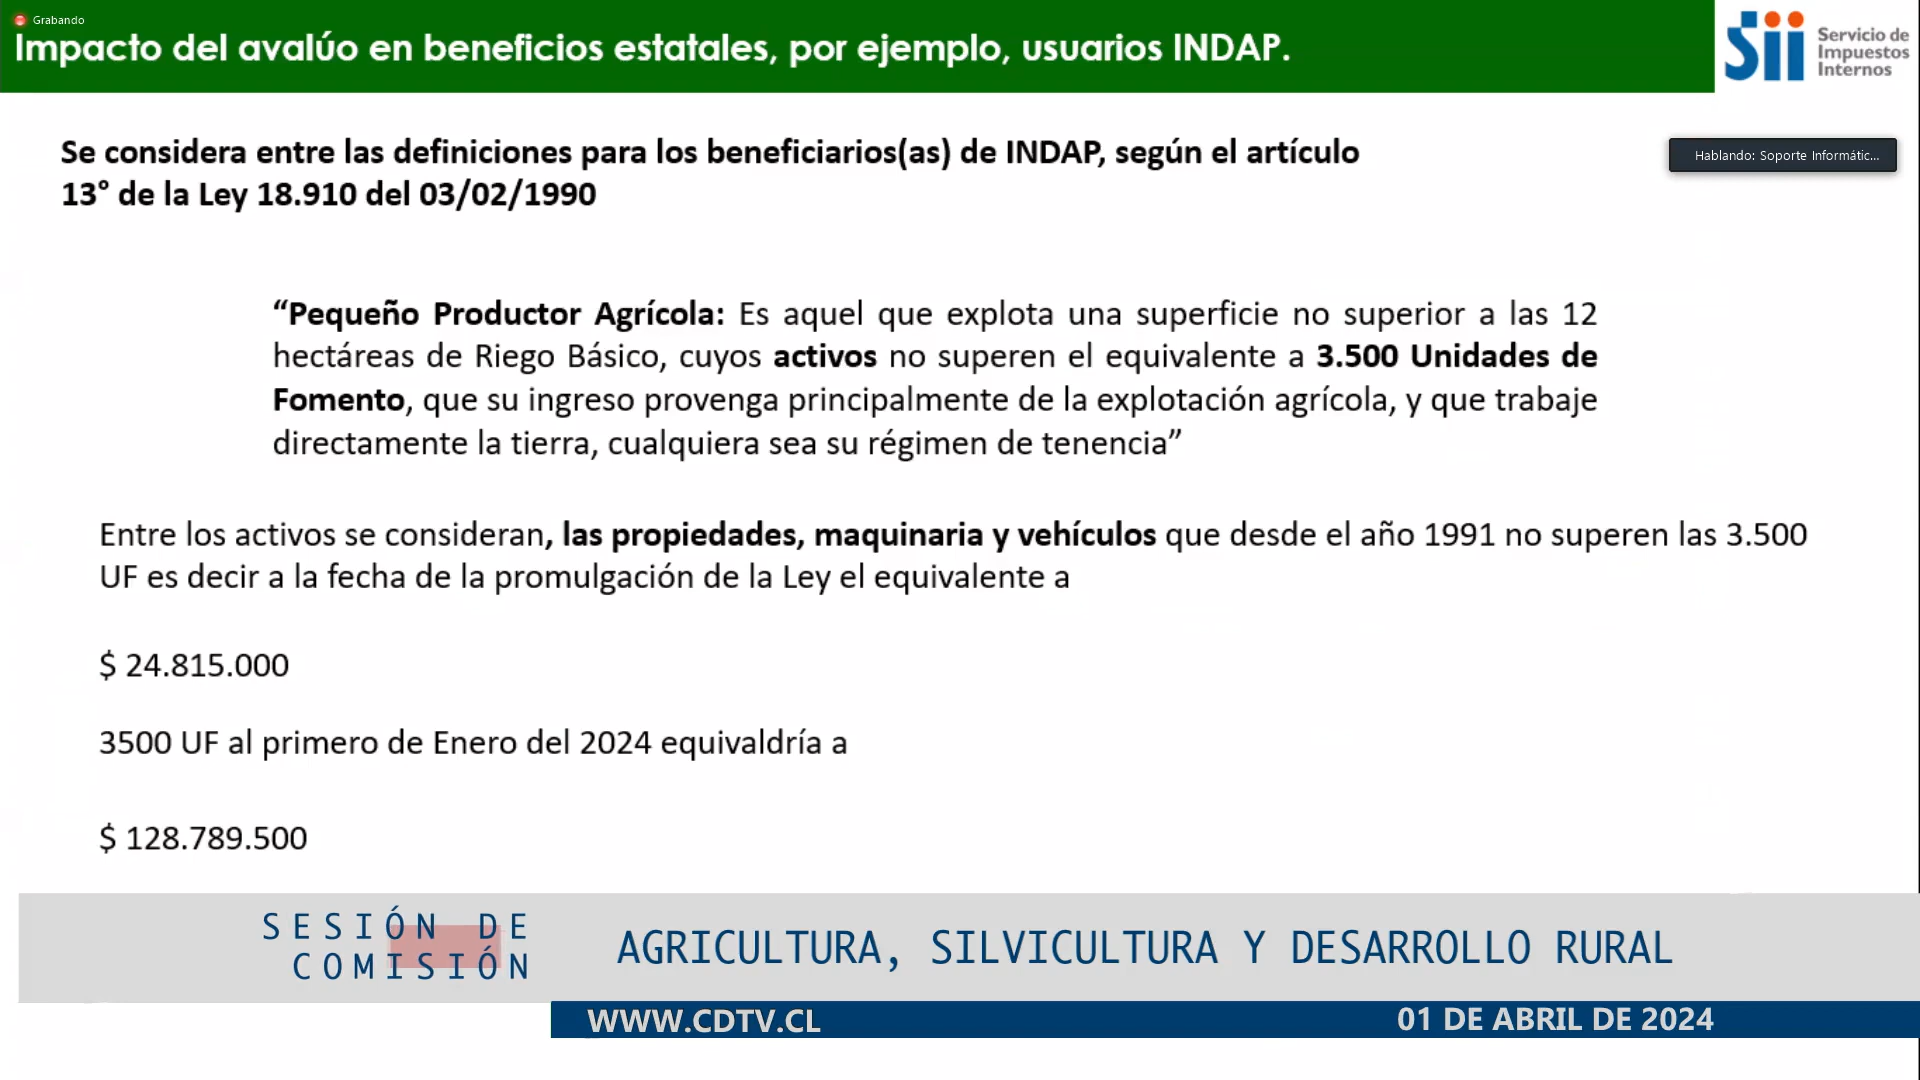 Grabando
Impacto del avalúo en beneficios estatales, por ejemplo, usuarios INDAP.
Sii Servicio de
Impuestos
Internos
Se considera entre las definiciones para los beneficiarios(as) de INDAP, según el artículo
13° de la Ley 18.910 del 03/02/1990
Hablando: Soporte Informátic...
“Pequeño Productor Agrícola: Es aquel que explota una superficie no superior a las 12
hectáreas de Riego Básico, cuyos activos no superen el equivalente a 3.500 Unidades de
Fomento, que su ingreso provenga principalmente de la explotación agrícola, y que trabaje
directamente la tierra, cualquiera sea su régimen de tenencia”
Entre los activos se consideran, las propiedades, maquinaria y vehículos que desde el año 1991 no superen las 3.500
UF es decir a la fecha de la promulgación de la Ley el equivalente a
$ 24.815.000
3500 UF al primero de Enero del 2024 equivaldría a
$ 128.789.500
SESIÓN DE
COMISIÓN
AGRICULTURA, SILVICULTURA Y DESARROLLO RURAL
WWW.CDTV.CL
01 DE ABRIL DE 2024